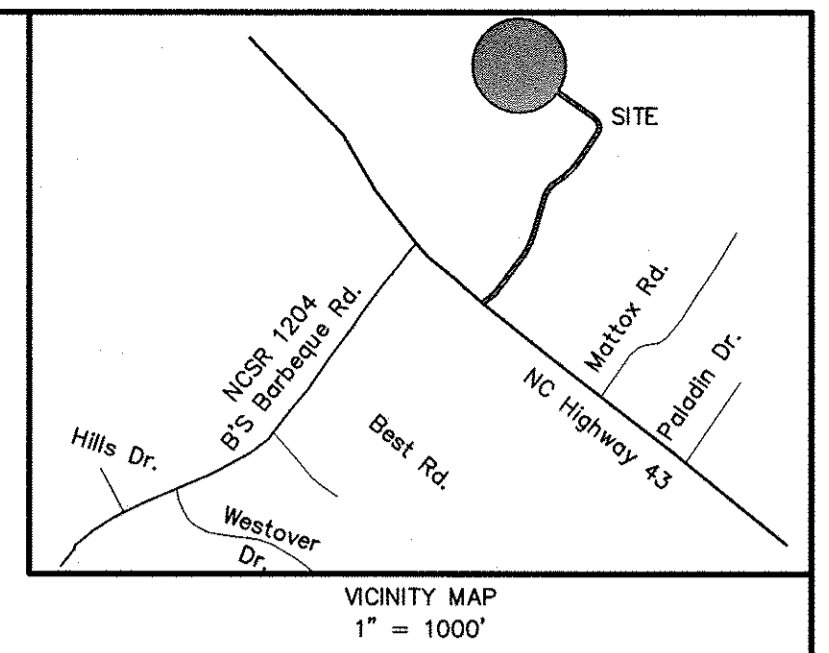 SITE
NCSR 1204
B'S Barbeque Rd.
Mattox Rd.
Paladin Dr.
NC Highway 43
Best Rd.
Hills Dr.
Westover
Dr.
VICINITY MAP
1" = 1000'